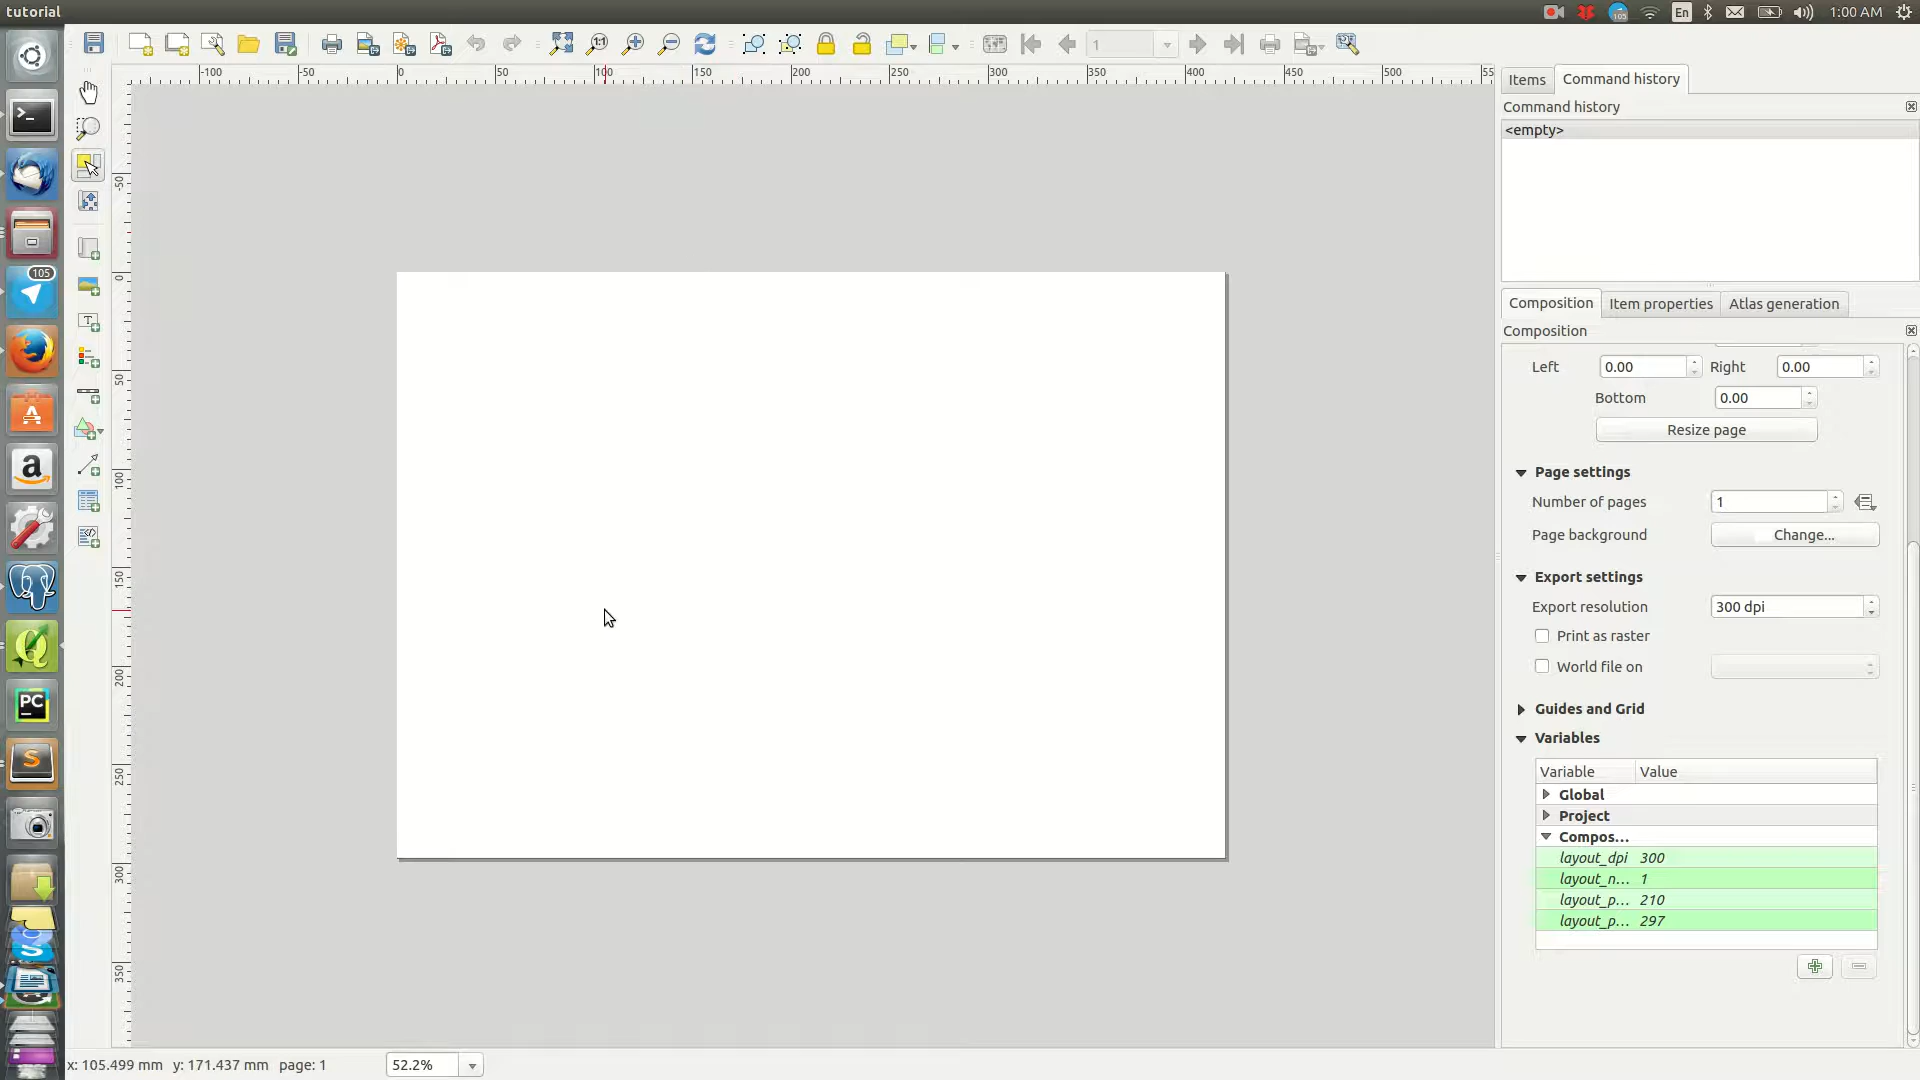 tutorial
105
En
1:00 AM
1
-100
-50
0
50
100
150
200
250
300
350
400
450
500
55
Items
Command history
Command history
<empty>
-50
0
50
100
150
200
250
300
350
105
T
a
PC
S
Composition
Item properties
Atlas generation
Composition
Left
0.00
Right
0.00
Bottom
0.00
Resize page
Page settings
Number of pages
1
Page background
Change...
Export settings
Export resolution
300 dpi
Print as raster
World file on
Guides and Grid
Variables
Variable
Value
Global
Project
Compos...
layout_dpi
300
layout_n...
1
layout_p...
210
layout_p...
297
x: 105.499 mm
y: 171.437 mm
page: 1
52.2%